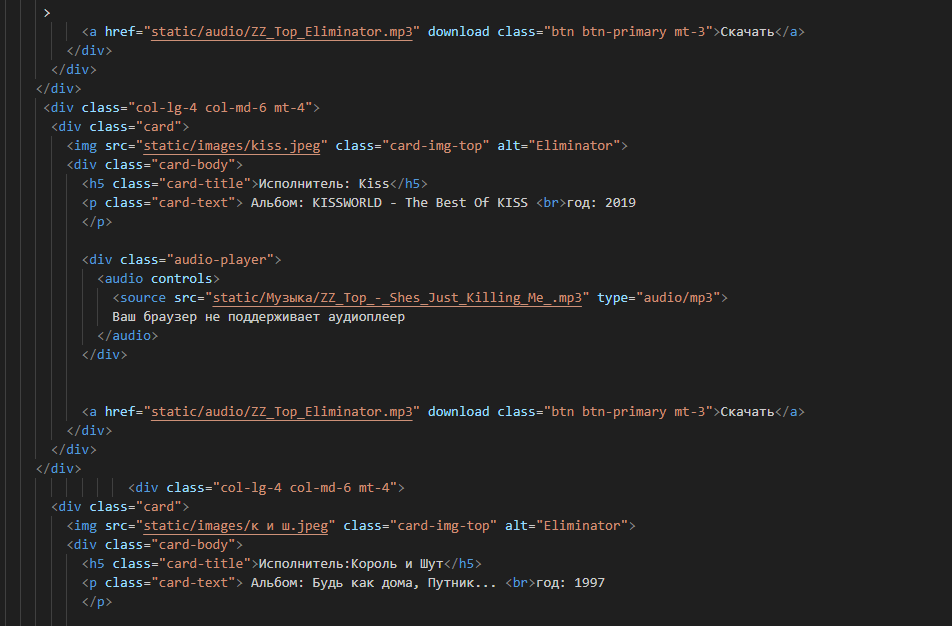 >
<a href="static/audio/ZZ_Top_Eliminator.mp3" download class="btn btn-primary mt-3">Скачать</a>
</div>
</div>
</div>
<div class="col-lg-4 col-md-6 mt-4">
<div class="card">
<img src="static/images/kiss.jpeg" class="card-img-top" alt="Eliminator">
<div class="card-body">
<h5 class="card-title">Исполнитель: Kiss</h5>
<p class="card-text"> Альбом: KISSWORLD - The Best Of KISS <br>год: 2019
</p>
<div class="audio-player">
<audio controls>
<source src="static/Музыка/ZZ_Top_-_Shes_Just_Killing_Me_.mp3" type="audio/mp3">
Ваш браузер не поддерживает аудиоплеер
</audio>
</div>
<a href="static/audio/ZZ_Top_Eliminator.mp3" download class="btn btn-primary mt-3">Скачать</a>
</div>
</div>
</div>
<div class="col-lg-4 col-md-6 mt-4">
<div class="card">
<img src="static/images/к и ш.jpeg" class="card-img-top" alt="Eliminator">
<div class="card-body">
<h5 class="card-title">Исполнитель:Король и Шут</h5>
<p class="card-text"> Альбом: Будь как дома, Путник... <br>год: 1997
</p>